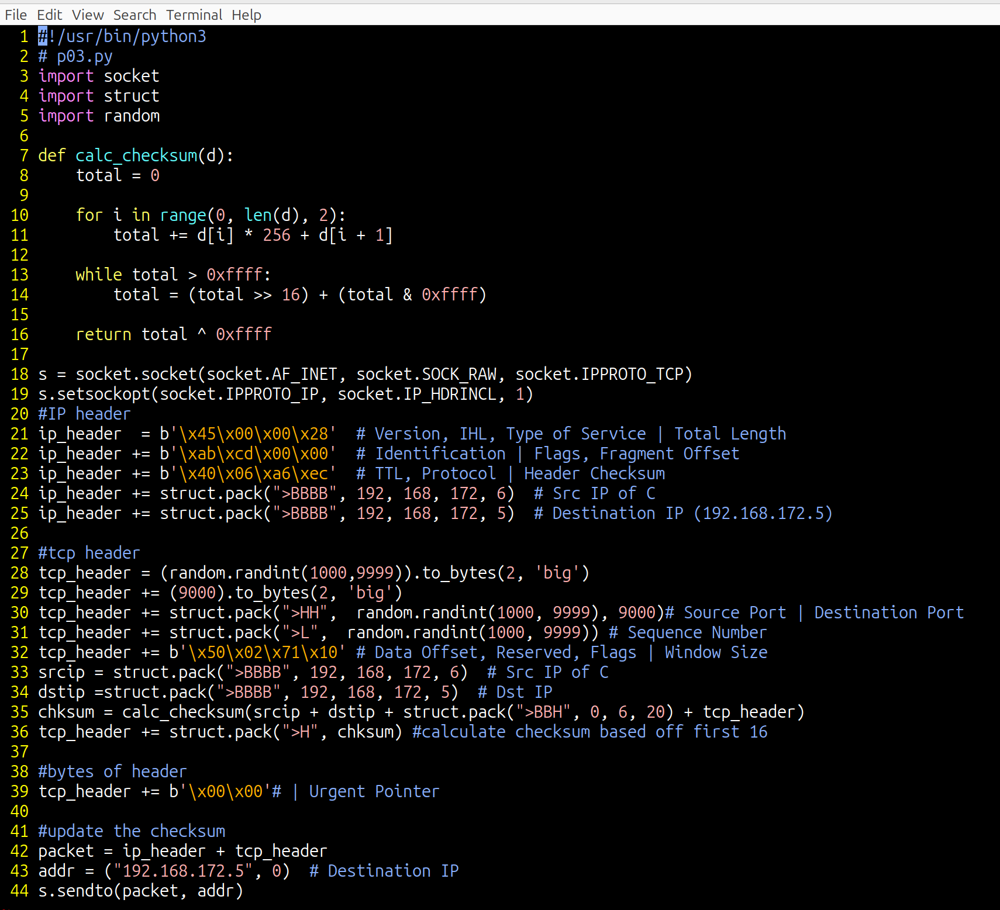 File Edit View Search Terminal Help
1 #!/usr/bin/python3
2 # p03.py
3 import socket
4 import struct
5 import random
6
7 def calc_checksum(d):
8     total = 0
9
10     for i in range(0, len(d), 2):
11         total += d[i] * 256 + d[i + 1]
12
13     while total > 0xffff:
14         total = (total >> 16) + (total & 0xffff)
15
16     return total ^ 0xffff
17
18 s = socket.socket(socket.AF_INET, socket.SOCK_RAW, socket.IPPROTO_TCP)
19 s.setsockopt(socket.IPPROTO_IP, socket.IP_HDRINCL, 1)
20 #IP header
21 ip_header  = b'\x45\x00\x00\x28'  # Version, IHL, Type of Service | Total Length
22 ip_header += b'\xab\xcd\x00\x00'  # Identification | Flags, Fragment Offset
23 ip_header += b'\x40\x06\xa6\xec'  # TTL, Protocol | Header Checksum
24 ip_header += struct.pack(">BBBB", 192, 168, 172, 6)  # Src IP of C
25 ip_header += struct.pack(">BBBB", 192, 168, 172, 5)  # Destination IP (192.168.172.5)
26
27 #tcp header
28 tcp_header = (random.randint(1000,9999)).to_bytes(2, 'big')
29 tcp_header += (9000).to_bytes(2, 'big')
30 tcp_header += struct.pack(">HH",  random.randint(1000, 9999), 9000)# Source Port | Destination Port
31 tcp_header += struct.pack(">L",  random.randint(1000, 9999)) # Sequence Number
32 tcp_header += b'\x50\x02\x71\x10' # Data Offset, Reserved, Flags | Window Size
33 srcip = struct.pack(">BBBB", 192, 168, 172, 6)  # Src IP of C
34 dstip =struct.pack(">BBBB", 192, 168, 172, 5)  # Dst IP
35 chksum = calc_checksum(srcip + dstip + struct.pack(">BBH", 0, 6, 20) + tcp_header)
36 tcp_header += struct.pack(">H", chksum) #calculate checksum based off first 16
37
38 #bytes of header
39 tcp_header += b'\x00\x00'# | Urgent Pointer
40
41 #update the checksum
42 packet = ip_header + tcp_header
43 addr = ("192.168.172.5", 0)  # Destination IP
44 s.sendto(packet, addr)